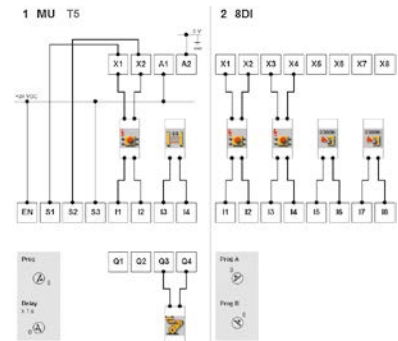 1 MU T5
2 8DI
X1 X2 A1 A2
X1 X2 X3 X4 X5 X6 X7 X8
EN S1 S2 S3 I1 I2 I3 I4
I1 I2 I3 I4 I5 I6 I7 I8
Proc
Q1 Q2 Q3 Q4
Prog A
Delay
Prog B